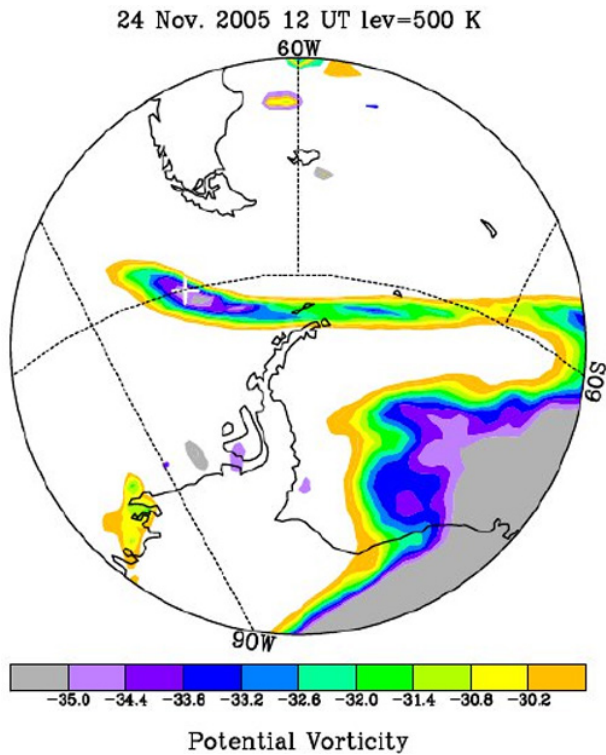 24 Nov. 2005 12 UT lev=500 K
60W
60S
90W
-35.0 -34.4 -33.8 -33.2 -32.6 -32.0 -31.4 -30.8 -30.2
Potential Vorticity